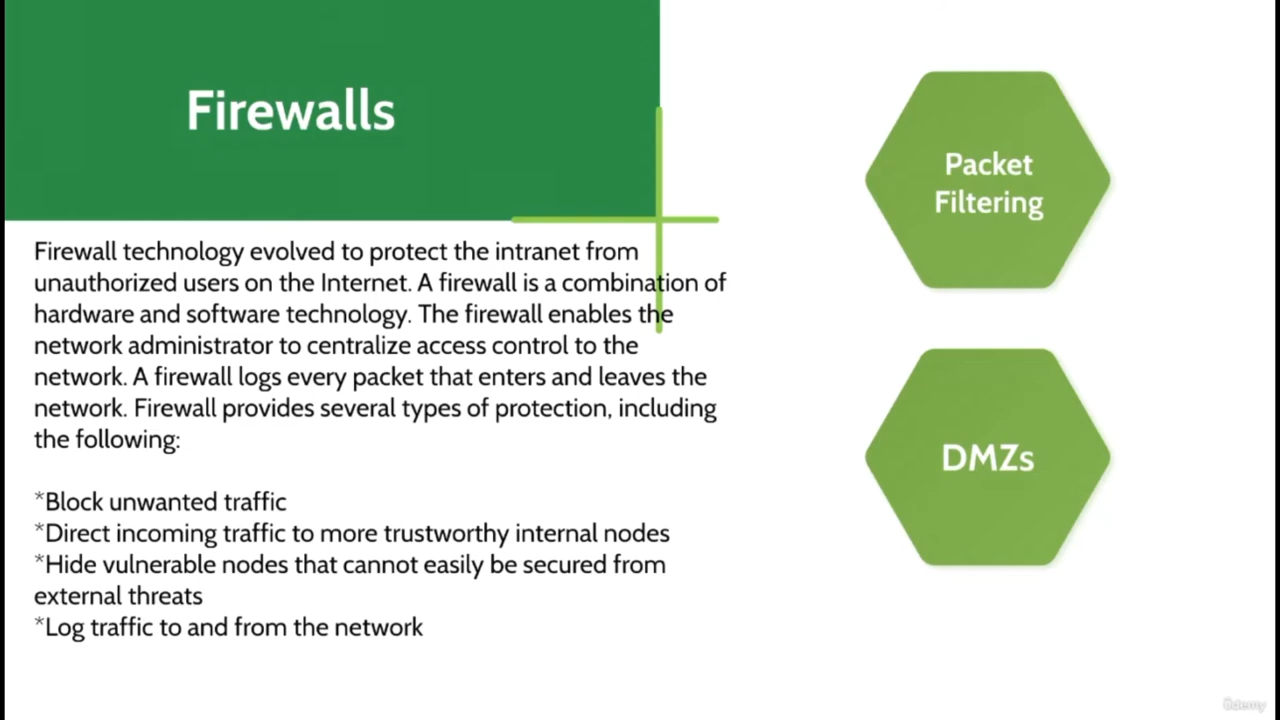 Firewalls
Firewall technology evolved to protect the intranet from
unauthorized users on the Internet. A firewall is a combination of
hardware and software technology. The firewall enables the
network administrator to centralize access control to the
network. A firewall logs every packet that enters and leaves the
network. Firewall provides several types of protection, including
the following:
*Block unwanted traffic
*Direct incoming traffic to more trustworthy internal nodes
*Hide vulnerable nodes that cannot easily be secured from
external threats
*Log traffic to and from the network
Packet
Filtering
DMZs
ûdemy